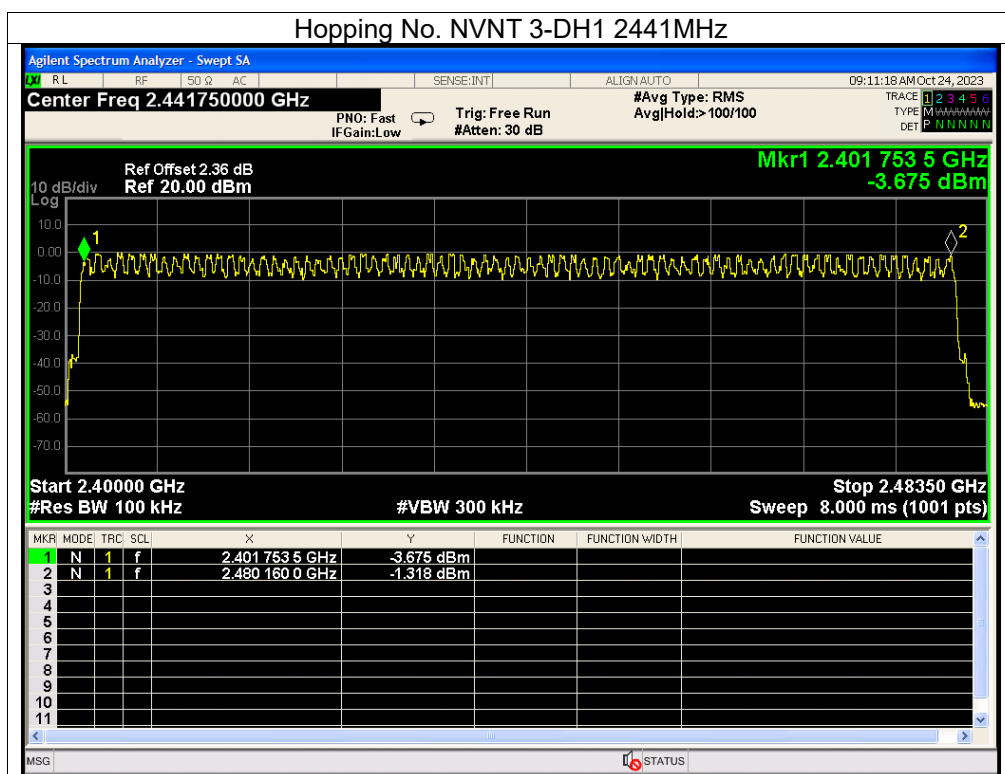 Hopping No. NVNT 3-DH1 2441MHz
Agilent Spectrum Analyzer - Swept SA
LXI RL RF 50 Ω AC SENSE:INT ALIGN AUTO 09:11:18 AM Oct 24, 2023
Center Freq 2.441750000 GHz #Avg Type: RMS TRACE 1 2 3 4 5 6
PNO: Fast Trig: Free Run Avg|Hold:> 100/100 TYPE M WWWWW
IFGain:Low #Atten: 30 dB DET P N N N N N
Mkr1 2.401 753 5 GHz
Ref Offset 2.36 dB -3.675 dBm
10 dB/div Ref 20.00 dBm
Log
10.0
1 2
0.00
-10.0
-20.0
-30.0
-40.0
-50.0
-60.0
-70.0
Start 2.40000 GHz Stop 2.48350 GHz
#Res BW 100 kHz #VBW 300 kHz Sweep 8.000 ms (1001 pts)
MKR MODE TRC SCL X Y FUNCTION FUNCTION WIDTH FUNCTION VALUE
1 N 1 f 2.401 753 5 GHz -3.675 dBm
2 N 1 f 2.480 160 0 GHz -1.318 dBm
3
4
5
6
7
8
9
10
11
MSG STATUS